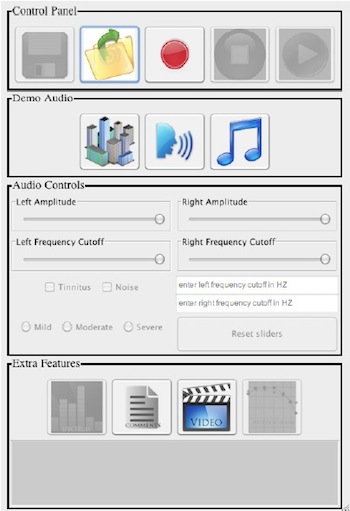 Control Panel
Demo Audio
Audio Controls
Left Amplitude
Right Amplitude
Left Frequency Cutoff
Right Frequency Cutoff
Tinnitus
Noise
enter left frequency cutoff in HZ
enter right frequency cutoff in HZ
Mild
Moderate
Severe
Reset sliders
Extra Features
SPECTRUM
COMMENTS
VIDEO